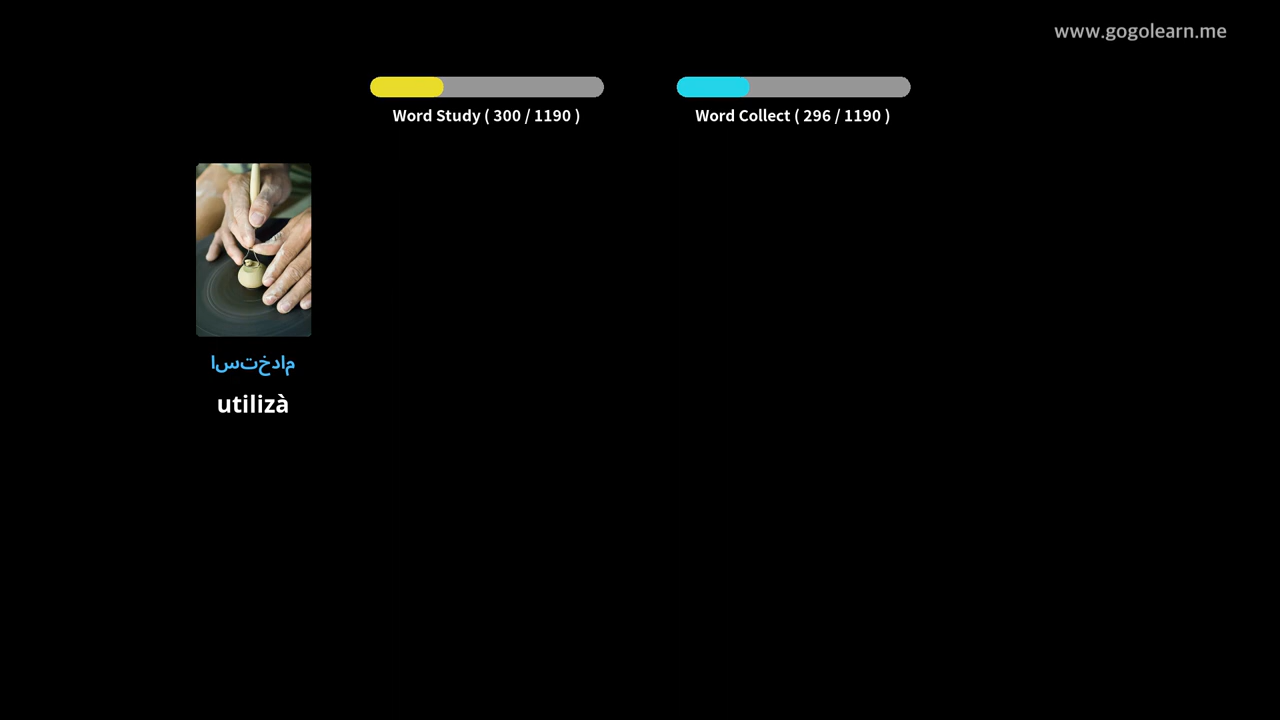 www.gogolearn.me
Word Study ( 300 / 1190 )
Word Collect ( 296 / 1190 )
استخدام
utilizà